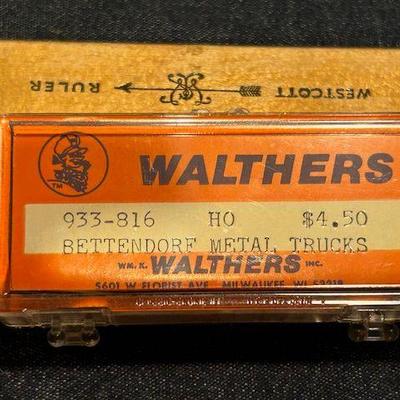 WESTCOTT RULER
WALTHERS
TM
933-816 HO $4.50
BETTENDORF METAL TRUCKS
WM. K. WALTHERS INC.
5601 W. FLORIST AVE. MILWAUKEE, WI 53218